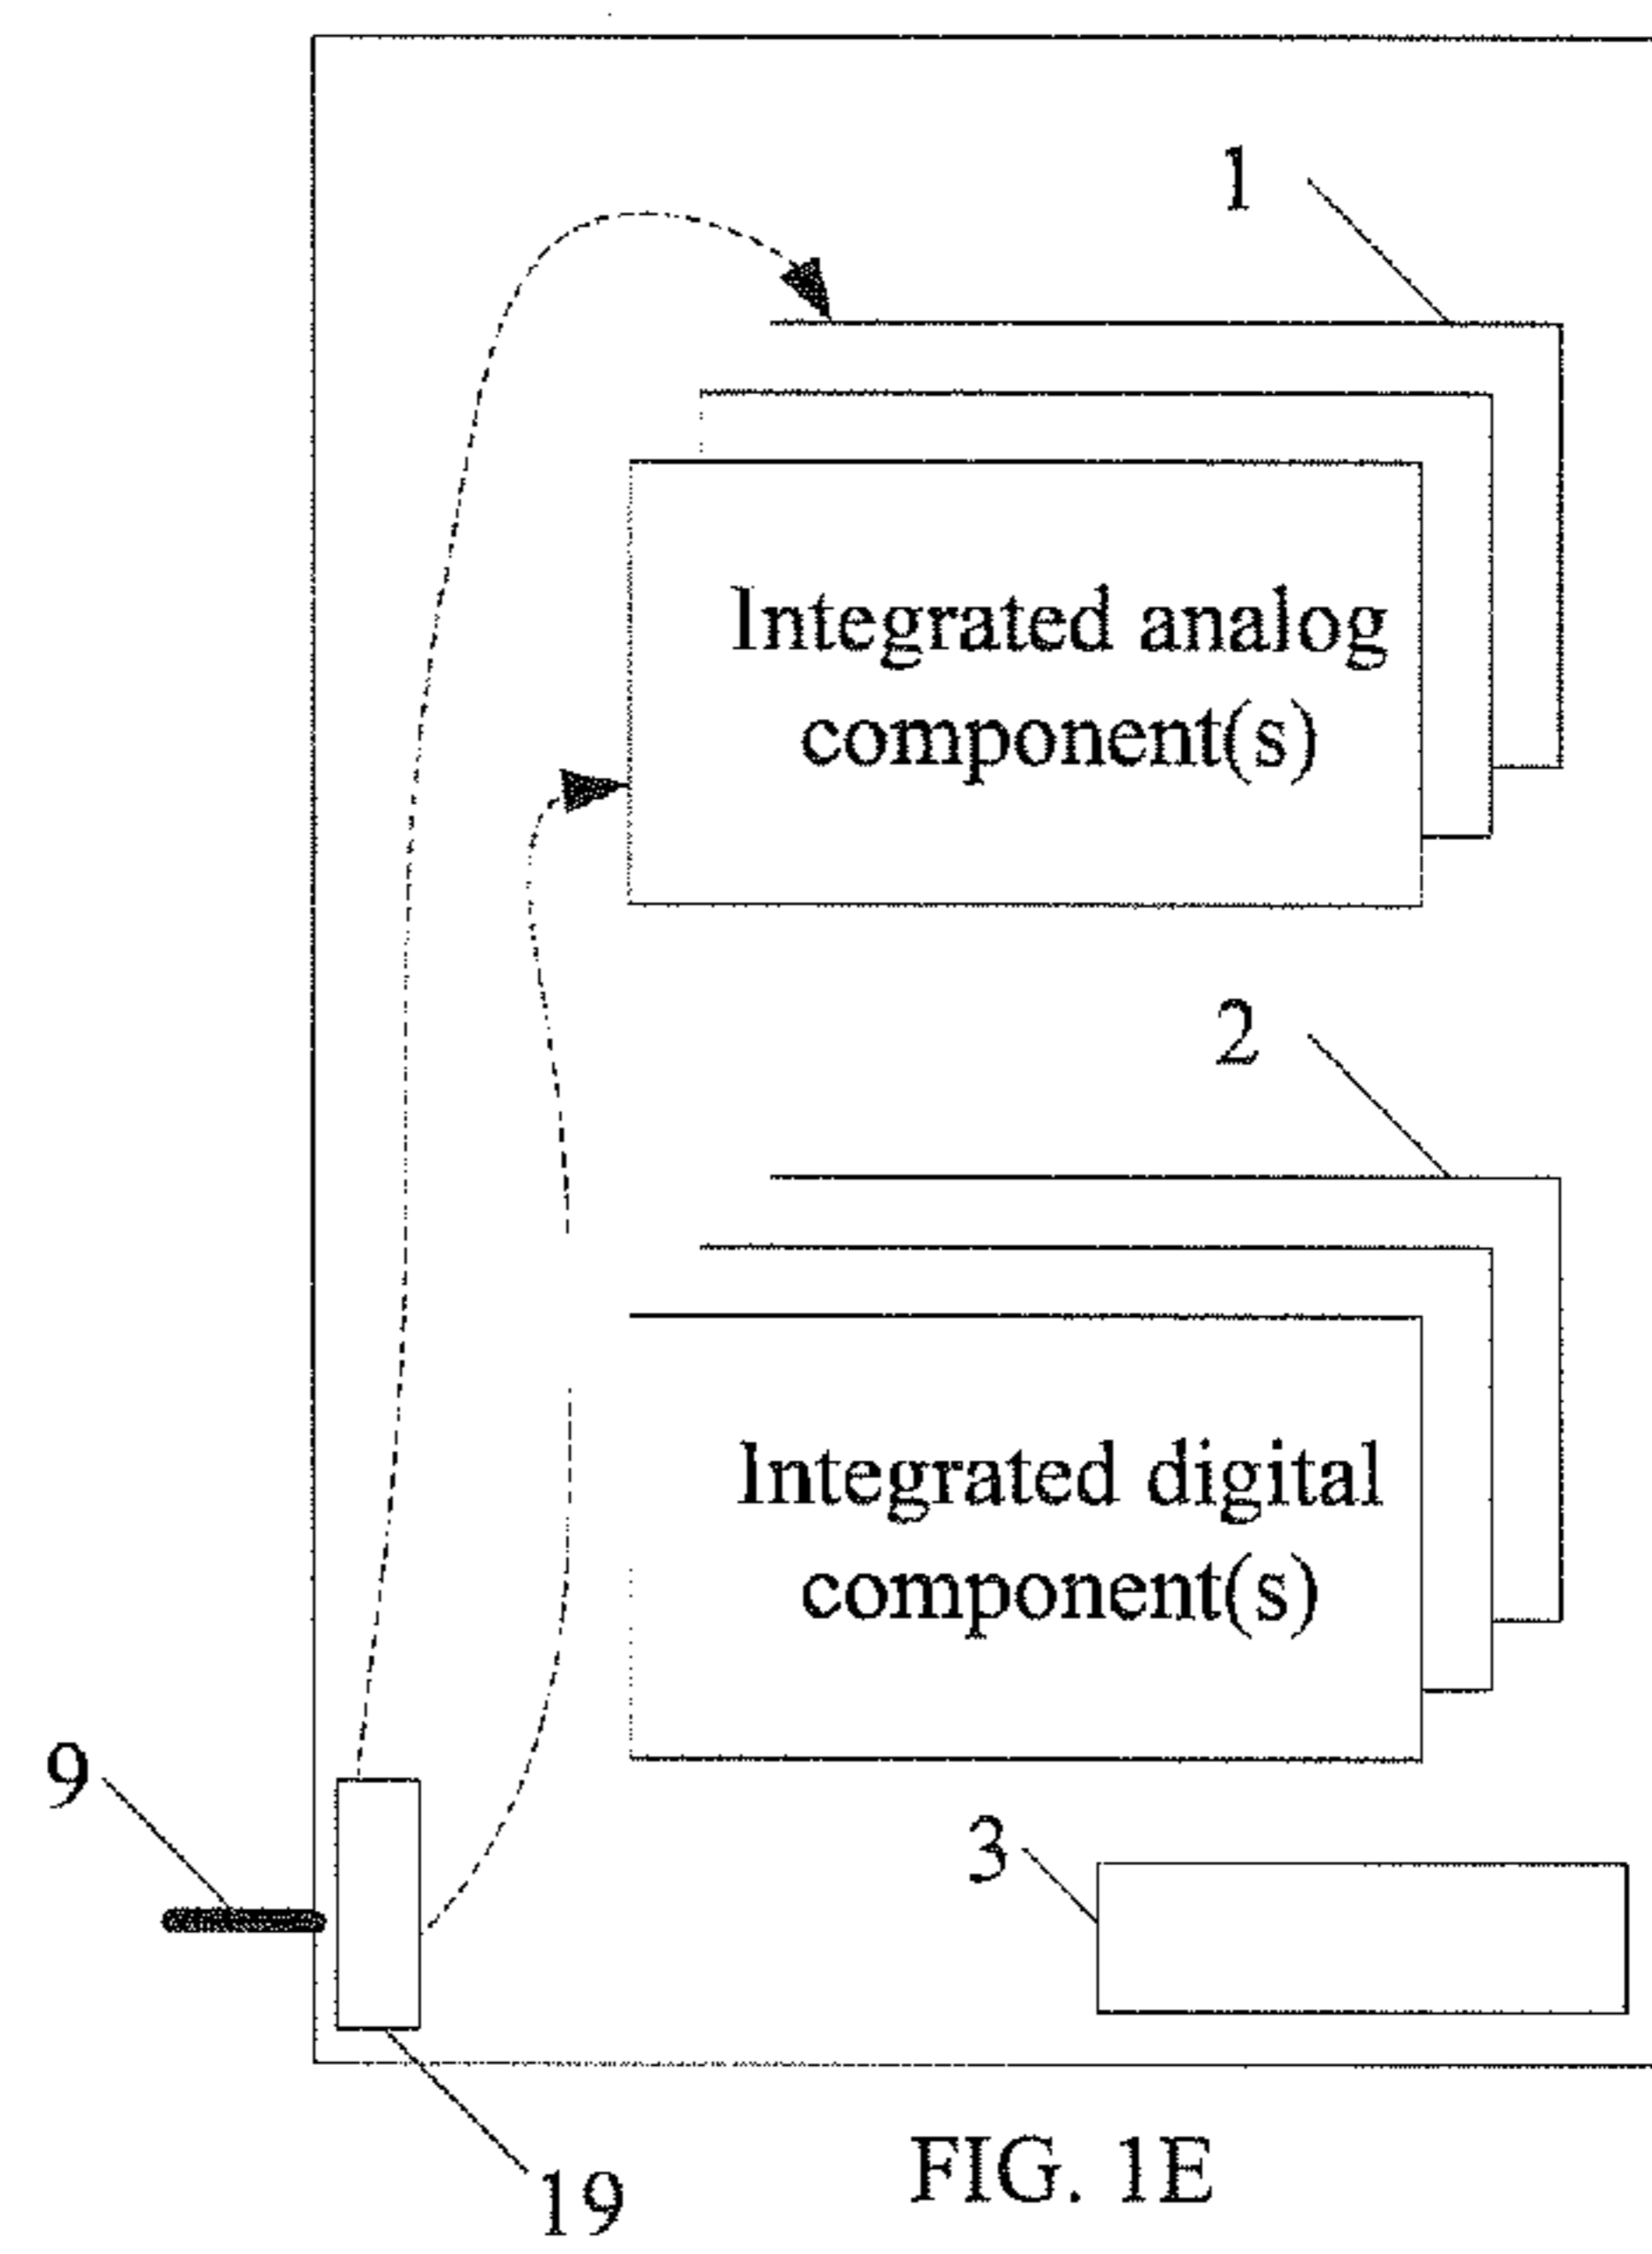 1
Integrated analog
component(s)
2
Integrated digital
component(s)
9
3
19
FIG. 1E